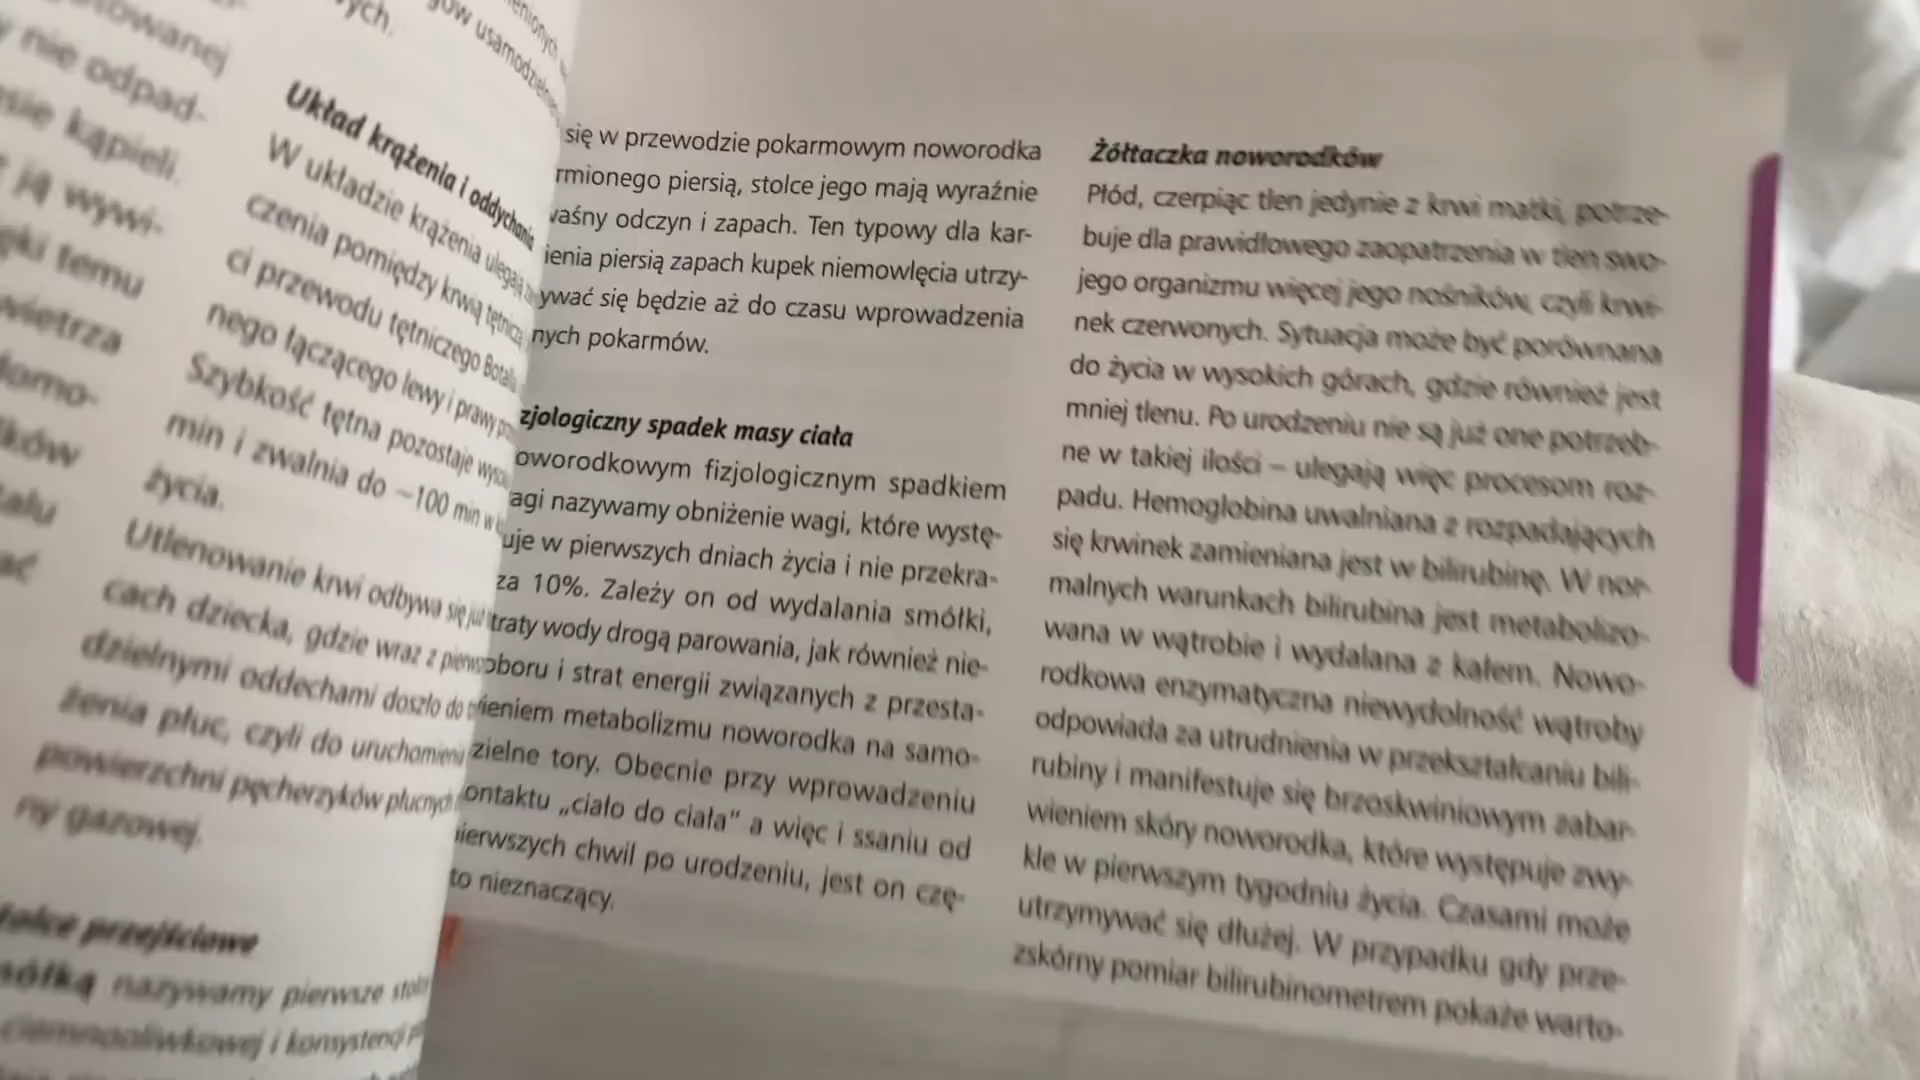 nie odpad-
kąpieli.
ją wywi-
temu
gów usamodzielnie
Układ krążenia i oddychania
W układzie krążenia ulegają
czenia pomiędzy krwią tętniczą
ci przewodu tętniczego Botalla
nego łączącego lewy i prawy
Szybkość tętna pozostaje
min i zwalnia do ~100 min w
życia.
Utlenowanie krwi odbywa się już
cach dziecka, gdzie wraz z
dzielnymi oddechami doszło do
żenia płuc, czyli do uruchomienia
powierzchni pęcherzyków płucnych
ny gazowej.
przejściowe
nazywamy pierwsze
i konsystencji
się w przewodzie pokarmowym noworodka
rmionego piersią, stolce jego mają wyraźnie
waśny odczyn i zapach. Ten typowy dla kar-
ienia piersią zapach kupek niemowlęcia utrzy-
ywać się będzie aż do czasu wprowadzenia
nych pokarmów.
zjologiczny spadek masy ciała
oworodkowym fizjologicznym spadkiem
agi nazywamy obniżenie wagi, które wystę-
uje w pierwszych dniach życia i nie przekra-
za 10%. Zależy on od wydalania smółki,
traty wody drogą parowania, jak również nie-
oboru i strat energii związanych z przesta-
ieniem metabolizmu noworodka na samo-
zielne tory. Obecnie przy wprowadzeniu
ontaktu „ciało do ciała” a więc i ssaniu od
ierwszych chwil po urodzeniu, jest on czę-
to nieznaczący.
Żółtaczka noworodków
Płód, czerpiąc tlen jedynie z krwi matki, potrze-
buje dla prawidłowego zaopatrzenia w tlen swo-
jego organizmu więcej jego nośników, czyli krwi-
nek czerwonych. Sytuacja może być porównana
do życia w wysokich górach, gdzie również jest
mniej tlenu. Po urodzeniu nie są już one potrzeb-
ne w takiej ilości – ulegają więc procesom roz-
padu. Hemoglobina uwalniana z rozpadających
się krwinek zamieniana jest w bilirubinę. W nor-
malnych warunkach bilirubina jest metabolizo-
wana w wątrobie i wydalana z kałem. Nowo-
rodkowa enzymatyczna niewydolność wątroby
odpowiada za utrudnienia w przekształcaniu bili-
rubiny i manifestuje się brzoskwiniowym zabar-
wieniem skóry noworodka, które występuje zwy-
kle w pierwszym tygodniu życia. Czasami może
utrzymywać się dłużej. W przypadku gdy prze-
zskórny pomiar bilirubinometrem pokaże warto-